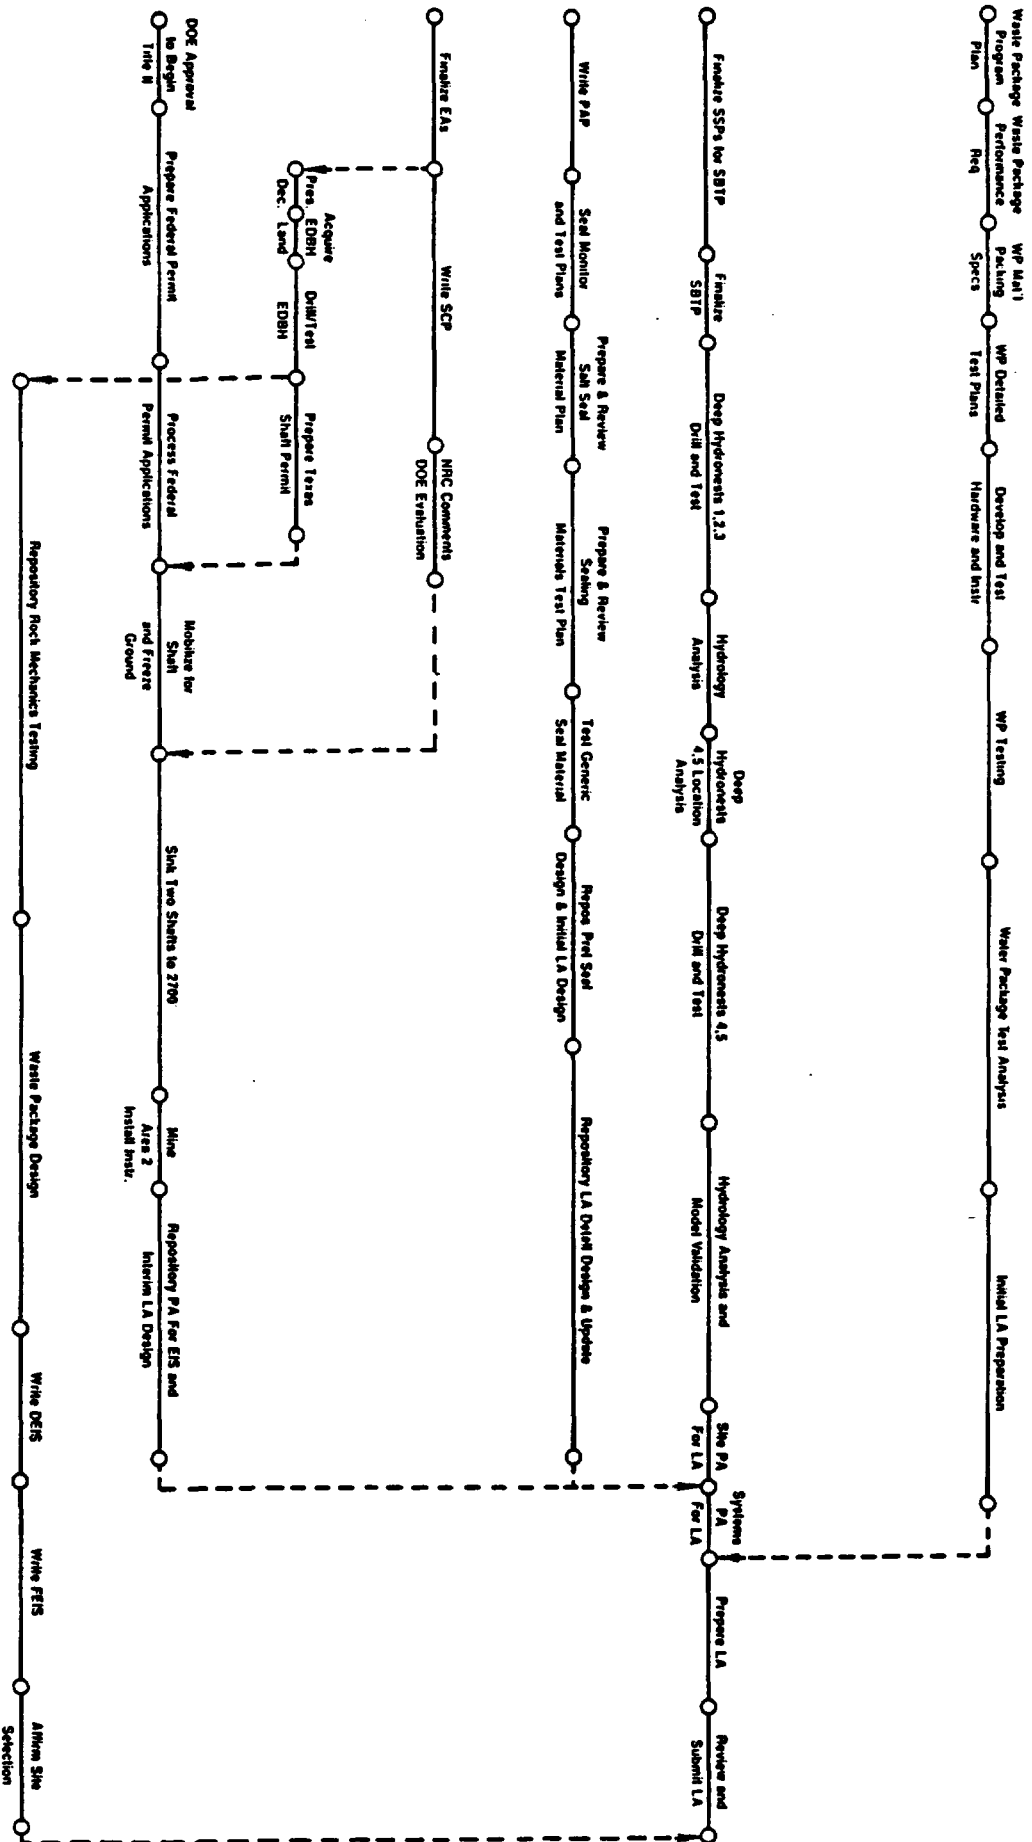 Waste Package
Program
Plan
Waste Package
Performance
Req
WP Mat'l
Packing
Specs
WP Detailed
Test Plans
Develop and Test
Hardware and Instr
WP Testing
Water Package Test Analysis
Initial LA Preparation
Finalize SSPs for SBTP
Finalize
SBTP
Deep Hydronests 1,2,3
Drill and Test
Hydrology
Analysis
Deep
Hydronests
4,5 Location
Analysis
Deep Hydronests 4,5
Drill and Test
Hydrology Analysis and
Model Validation
Site PA
For LA
Systems
PA
For LA
Prepare LA
Review and
Submit LA
Write PAP
Seal Monitor
and Test Plans
Prepare & Review
Salt Seal
Material Plan
Prepare & Review
Sealing
Materials Test Plan
Test Generic
Seal Material
Repos Prel Seal
Design & Initial LA Design
Repository LA Detail Design & Update
Finalize EAs
Write SCP
NRC Comments
DOE Evaluation
Acquire
Pres. EDBH
Dec. Land
Drill/Test
EDBH
Prepare Texas
Shaft Permit
DOE Approval
to Begin
Title II
Prepare Federal Permit
Applications
Process Federal
Permit Applications
Mobilize for
Shaft
and Freeze
Ground
Sink Two Shafts to 2700'
Mine
Area 2
Install Instr.
Repository PA For EIS and
Interim LA Design
Repository Rock Mechanics Testing
Waste Package Design
Write DEIS
Write FEIS
Affirm Site
Selection